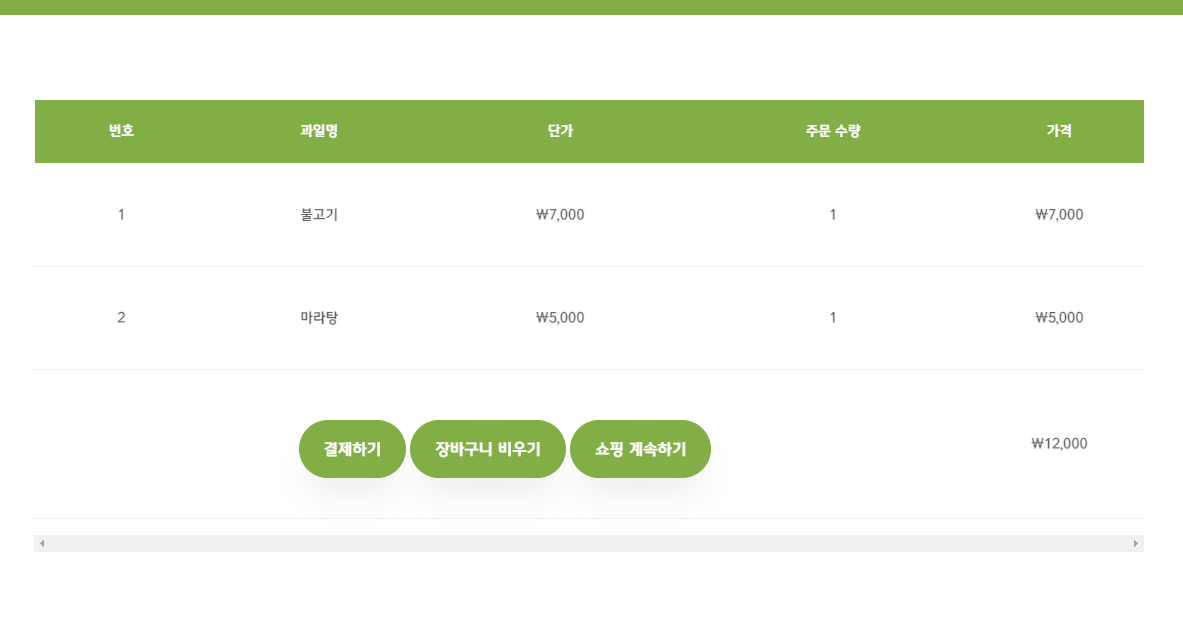 번호 과일명 단가 주문 수량 가격
1 불고기 ₩7,000 1 ₩7,000
2 마라탕 ₩5,000 1 ₩5,000
결제하기 장바구니 비우기 쇼핑 계속하기 ₩12,000